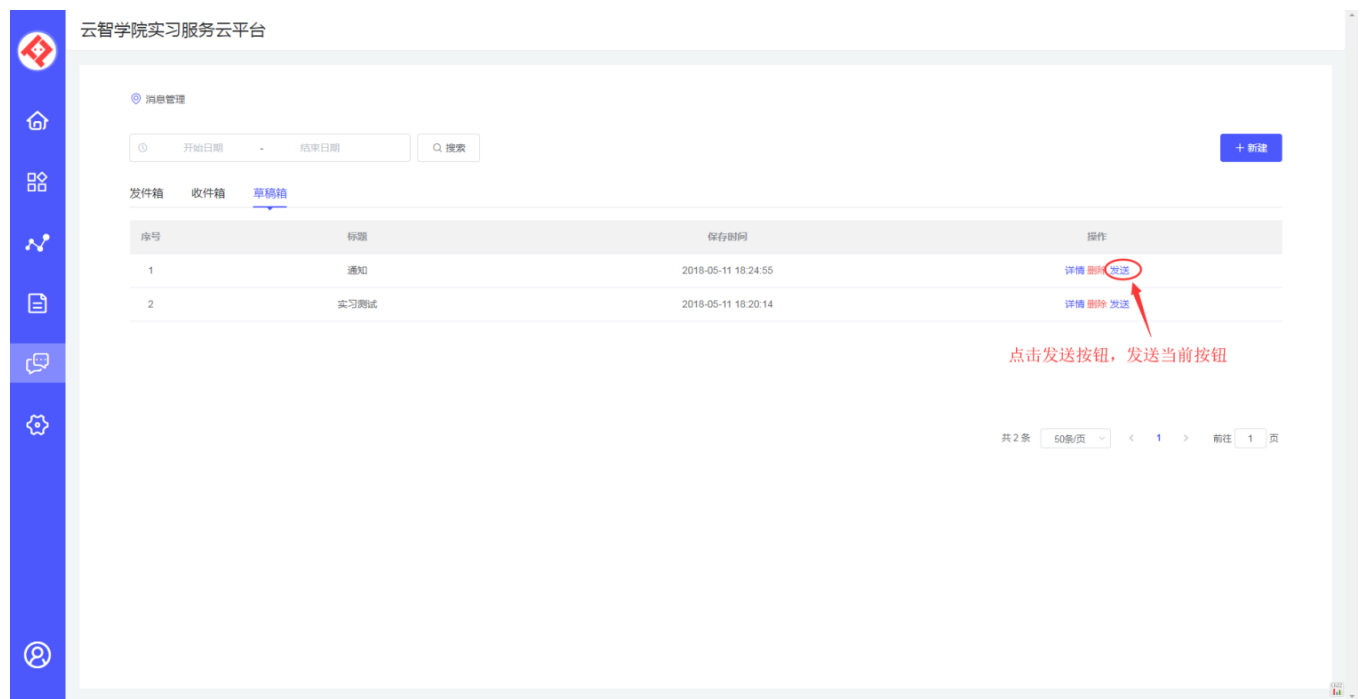 云智学院实习服务云平台
消息管理
开始日期 - 结束日期 搜索 + 新建
发件箱 收件箱 草稿箱
序号 标题 保存时间 操作
1 通知 2018-05-11 18:24:55 详情 删除 发送
2 实习测试 2018-05-11 18:20:14 详情 删除 发送
点击发送按钮，发送当前按钮
共 2 条 50条/页 < 1 > 前往 1 页